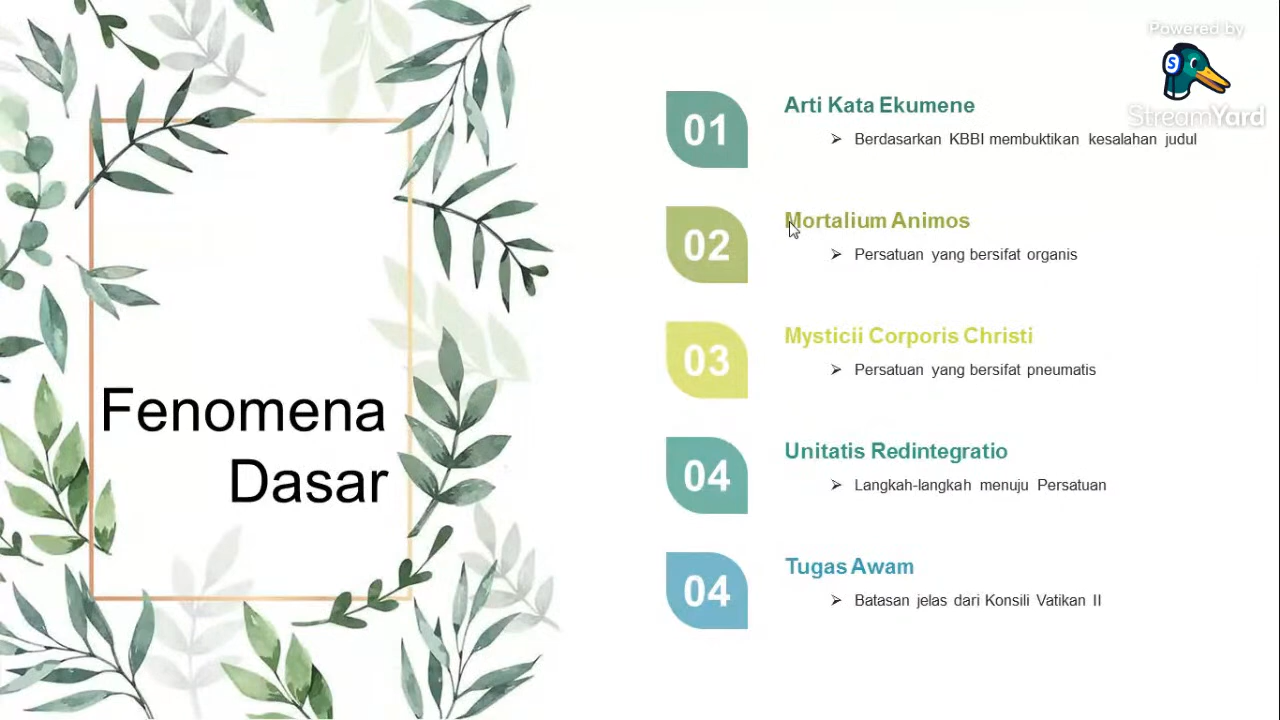 Powered by
StreamYard
Fenomena
Dasar
01
Arti Kata Ekumene
➢ Berdasarkan KBBI membuktikan kesalahan judul
02
Mortalium Animos
➢ Persatuan yang bersifat organis
03
Mysticii Corporis Christi
➢ Persatuan yang bersifat pneumatis
04
Unitatis Redintegratio
➢ Langkah-langkah menuju Persatuan
04
Tugas Awam
➢ Batasan jelas dari Konsili Vatikan II